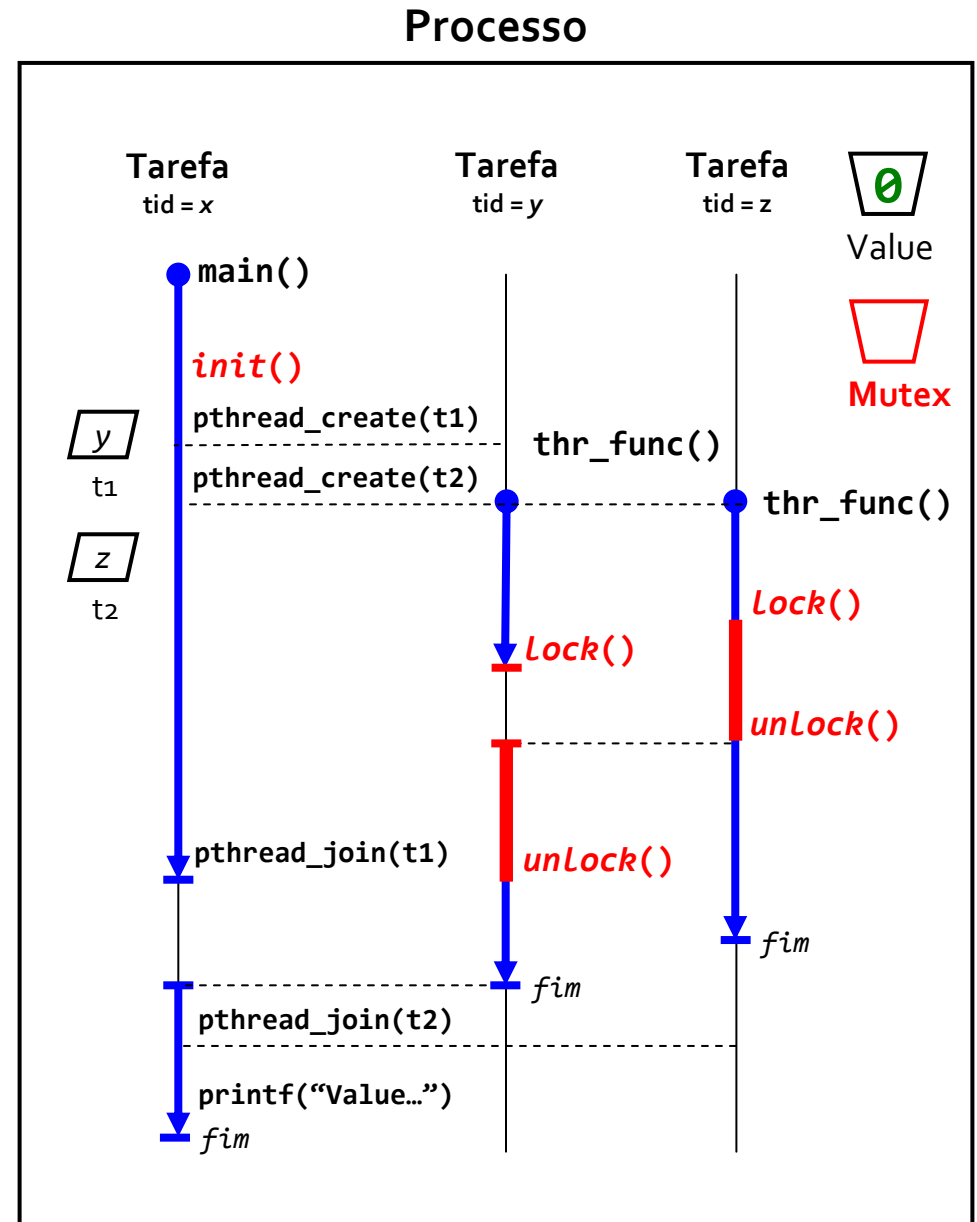 Processo
Tarefa Tarefa Tarefa
tid = x tid = y tid = z
0
Value
main()
init()
Mutex
pthread_create(t1)
y
thr_func()
t1
pthread_create(t2)
thr_func()
z
t2
lock()
lock()
unlock()
pthread_join(t1)
unlock()
fim
fim
pthread_join(t2)
printf(“Value…”)
fim